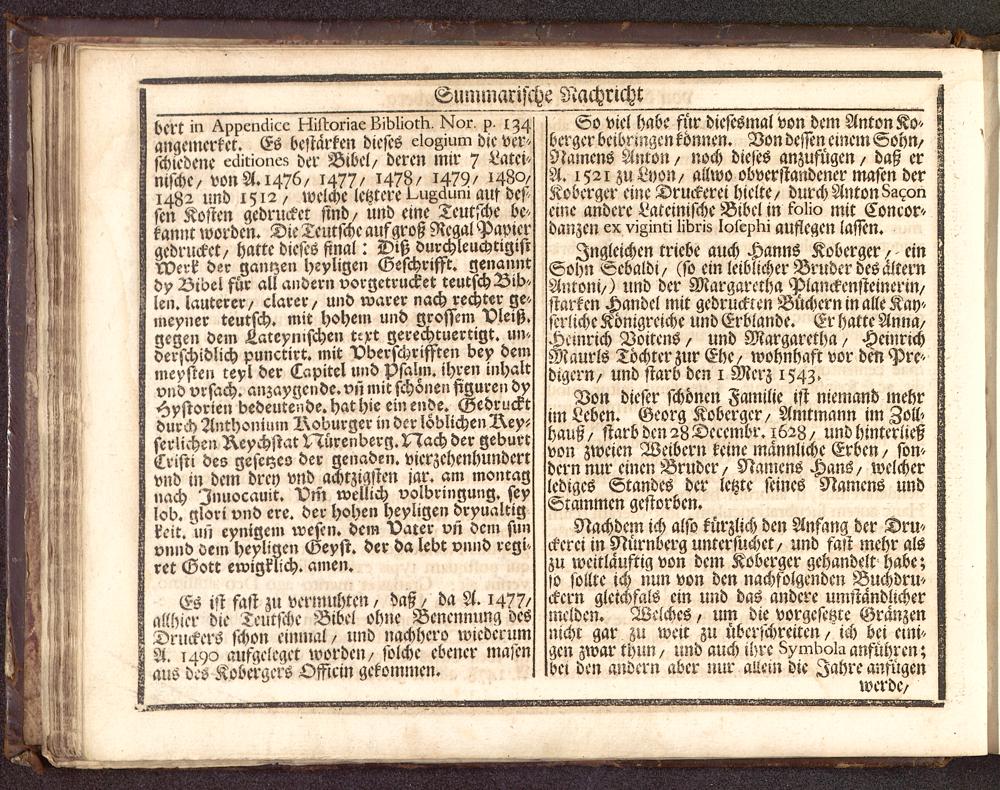 Summarische Nachricht
bert in Appendice Historiae Biblioth. Nor. p. 134
angemerket. Es bestärken dieses elogium die ver-
schiedene editiones der Bibel, deren mir 7 Latei-
nische, von A. 1476, 1477, 1478, 1479, 1480,
1482 und 1512, welche letztere Lugduni auf des-
sen Kosten gedrucket sind, und eine Teutsche be-
kannt worden. Die Teutsche auf groß Regal Papier
gedrucket, hatte dieses final: Diß durchleuchtigist
Werk der gantzen heyligen Geschrifft. genannt
dy Bibel für all andern vorgetrucket teutsch Bib-
len. lauterer, clarer, und warer nach rechter ge-
meyner teutsch. mit hohem und grossem Vleiß.
gegen dem Lateynischen text gerechtuertigt. un-
derschidlich punctirt. mit Vberschrifften bey dem
meysten teyl der Capitel und Psalm. ihren inhalt
vnd vrsach. anzaygende. vn̄ mit schönen figuren dy
Hystorien bedeutende. hat hie ein ende. Gedruckt
durch Anthonium Koburger in der löblichen Key-
serlichen Reychstat Nürenberg. Nach der geburt
Cristi des gesetzes der genaden. vierzehenhundert
vnd in dem drey vnd achtzigsten jar. am montag
nach Inuocauit. Vm̄ wellich volbringung. sey
lob. glori vnd ere. der hohen heyligen dryualtig
keit. vn̄ eynigem wesen. dem Vater vn̄ dem sun
vnnd dem heyligen Geyst. der da lebt vnnd regi-
ret Gott ewigklich. amen.
Es ist fast zu vermuhten, daß, da A. 1477,
allhier die Teutsche Bibel ohne Benennung des
Druckers schon einmal, und nachhero wiederum
A. 1490 aufgeleget worden, solche ebener masen
aus des Kobergers Officin gekommen.
So viel habe für diesesmal von dem Anton Ko-
berger beibringen können. Von dessen einem Sohn,
Namens Anton, noch dieses anzufügen, daß er
A. 1521 zu Lyon, allwo obverstandener masen der
Koberger eine Druckerei hielte, durch Anton Saçon
eine andere Lateinische Bibel in folio mit Concor-
danzen ex viginti libris Iosephi auflegen lassen.
Ingleichen triebe auch Hanns Koberger, ein
Sohn Sebaldi, (so ein leiblicher Bruder des ältern
Antoni,) und der Margaretha Planckensteinerin,
starken Handel mit gedruckten Büchern in alle Kay-
serliche Königreiche und Erblande. Er hatte Anna,
Heinrich Voitens, und Margaretha, Heinrich
Maurls Töchter zur Ehe, wohnhaft vor den Pre-
digern, und starb den 1 Merz 1543.
Von dieser schönen Familie ist niemand mehr
im Leben. Georg Koberger, Amtmann im Zoll-
hauß, starb den 28 Decembr. 1628, und hinterließ
von zweien Weibern keine männliche Erben, son-
dern nur einen Bruder, Namens Hans, welcher
lediges Standes der letzte seines Namens und
Stammen gestorben.
Nachdem ich also kürzlich den Anfang der Dru-
ckerei in Nürnberg untersuchet, und fast mehr als
zu weitläuftig von dem Koberger gehandelt habe;
so sollte ich nun von den nachfolgenden Buchdru-
ckern gleichfals ein und das andere umständlicher
melden. Welches, um die vorgesetzte Gränzen
nicht gar zu weit zu überschreiten, ich bei eini-
gen zwar thun, und auch ihre Symbola anführen;
bei den andern aber nur allein die Jahre anfügen
werde,